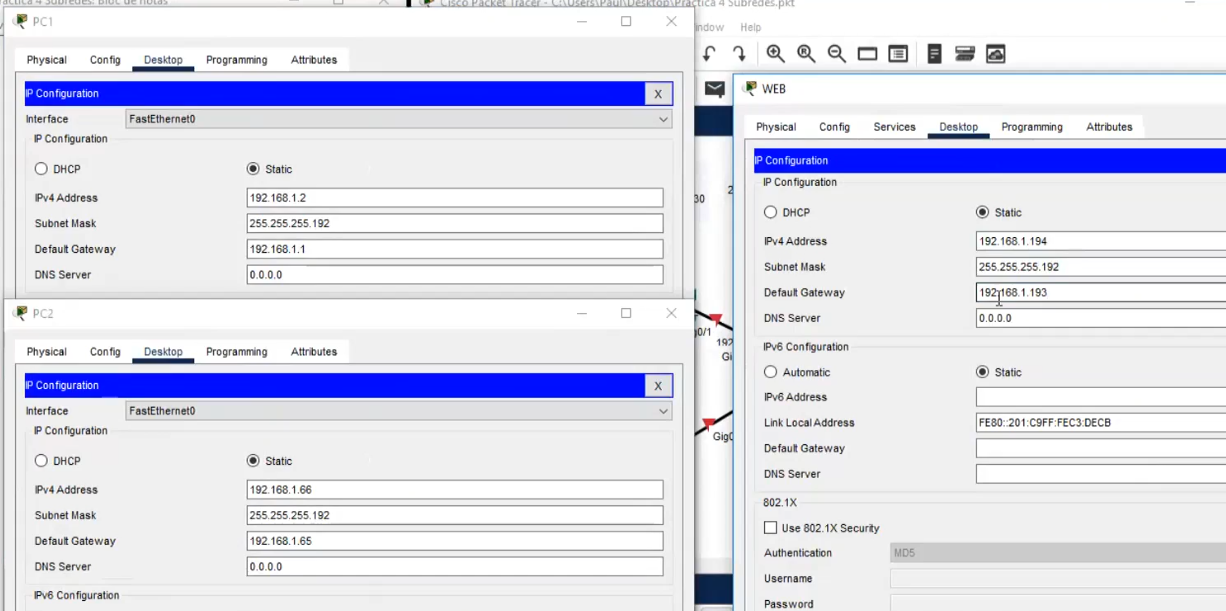 ractica 4 Subredes: Bloc de notas
Cisco Packet Tracer - C:\Users\Paul\Desktop\Practica 4 Subredes.pkt
PC1
Physical Config Desktop Programming Attributes
IP Configuration X
Interface FastEthernet0
IP Configuration
DHCP Static
IPv4 Address 192.168.1.2
Subnet Mask 255.255.255.192
Default Gateway 192.168.1.1
DNS Server 0.0.0.0
PC2
Physical Config Desktop Programming Attributes
IP Configuration X
Interface FastEthernet0
IP Configuration
DHCP Static
IPv4 Address 192.168.1.66
Subnet Mask 255.255.255.192
Default Gateway 192.168.1.65
DNS Server 0.0.0.0
IPv6 Configuration
indow Help
30
2
g0/1
192
Gi
Gig0
WEB
Physical Config Services Desktop Programming Attributes
IP Configuration
IP Configuration
DHCP Static
IPv4 Address 192.168.1.194
Subnet Mask 255.255.255.192
Default Gateway 192.168.1.193
DNS Server 0.0.0.0
IPv6 Configuration
Automatic Static
IPv6 Address
Link Local Address FE80::201:C9FF:FEC3:DECB
Default Gateway
DNS Server
802.1X
Use 802.1X Security
Authentication MD5
Username
Password